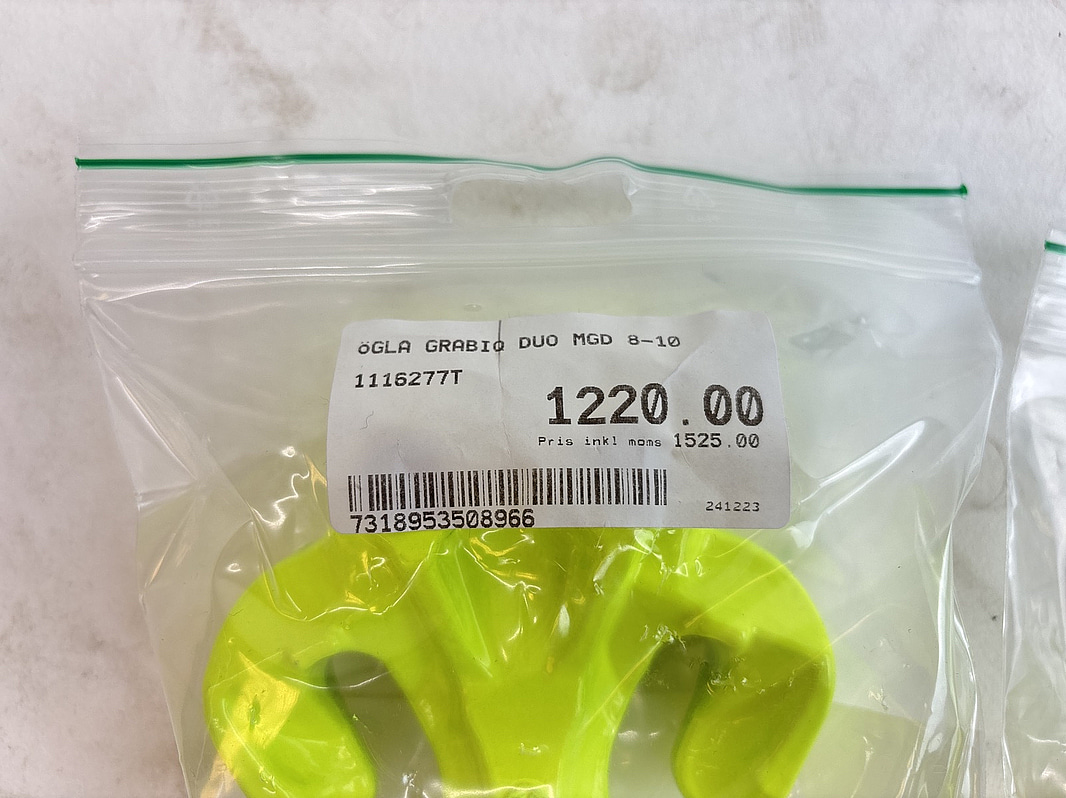 öGLA GRABIQ DUO MGD 8-10
1116277T
1220.00
Pris inkl moms 1525.00
7318953508966
241223